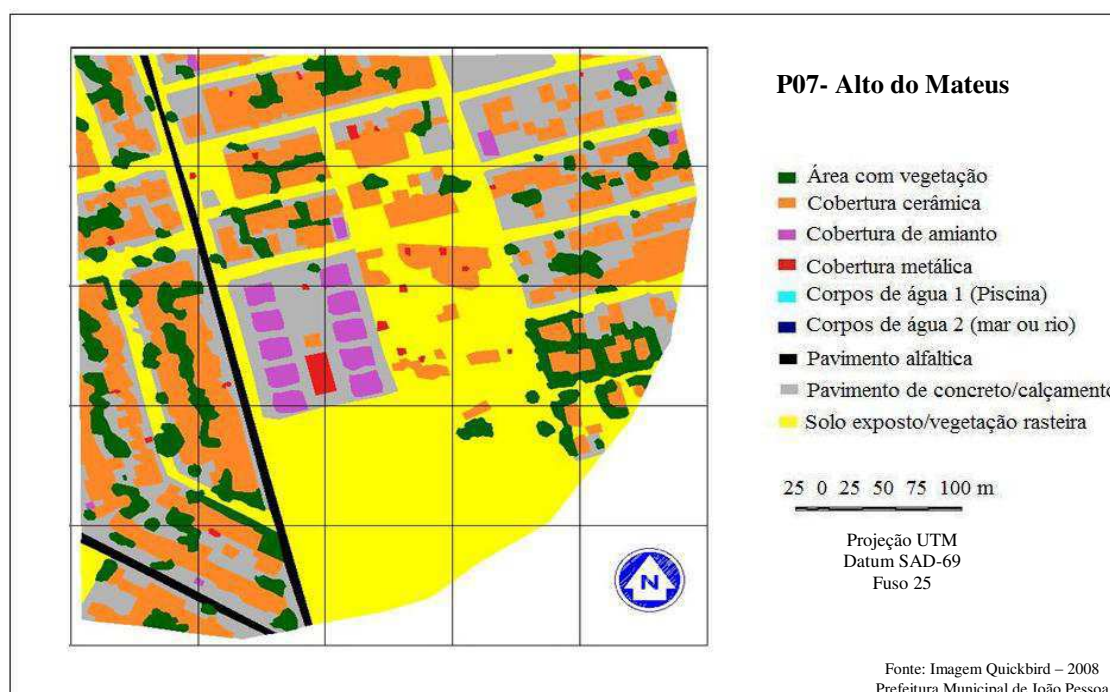 P07- Alto do Mateus
Área com vegetação
Cobertura cerâmica
Cobertura de amianto
Cobertura metálica
Corpos de água 1 (Piscina)
Corpos de água 2 (mar ou rio)
Pavimento alfaltica
Pavimento de concreto/calçamento
Solo exposto/vegetação rasteira
25 0 25 50 75 100 m
Projeção UTM
Datum SAD-69
Fuso 25
N
Fonte: Imagem Quickbird – 2008
Prefeitura Municipal de João Pessoa